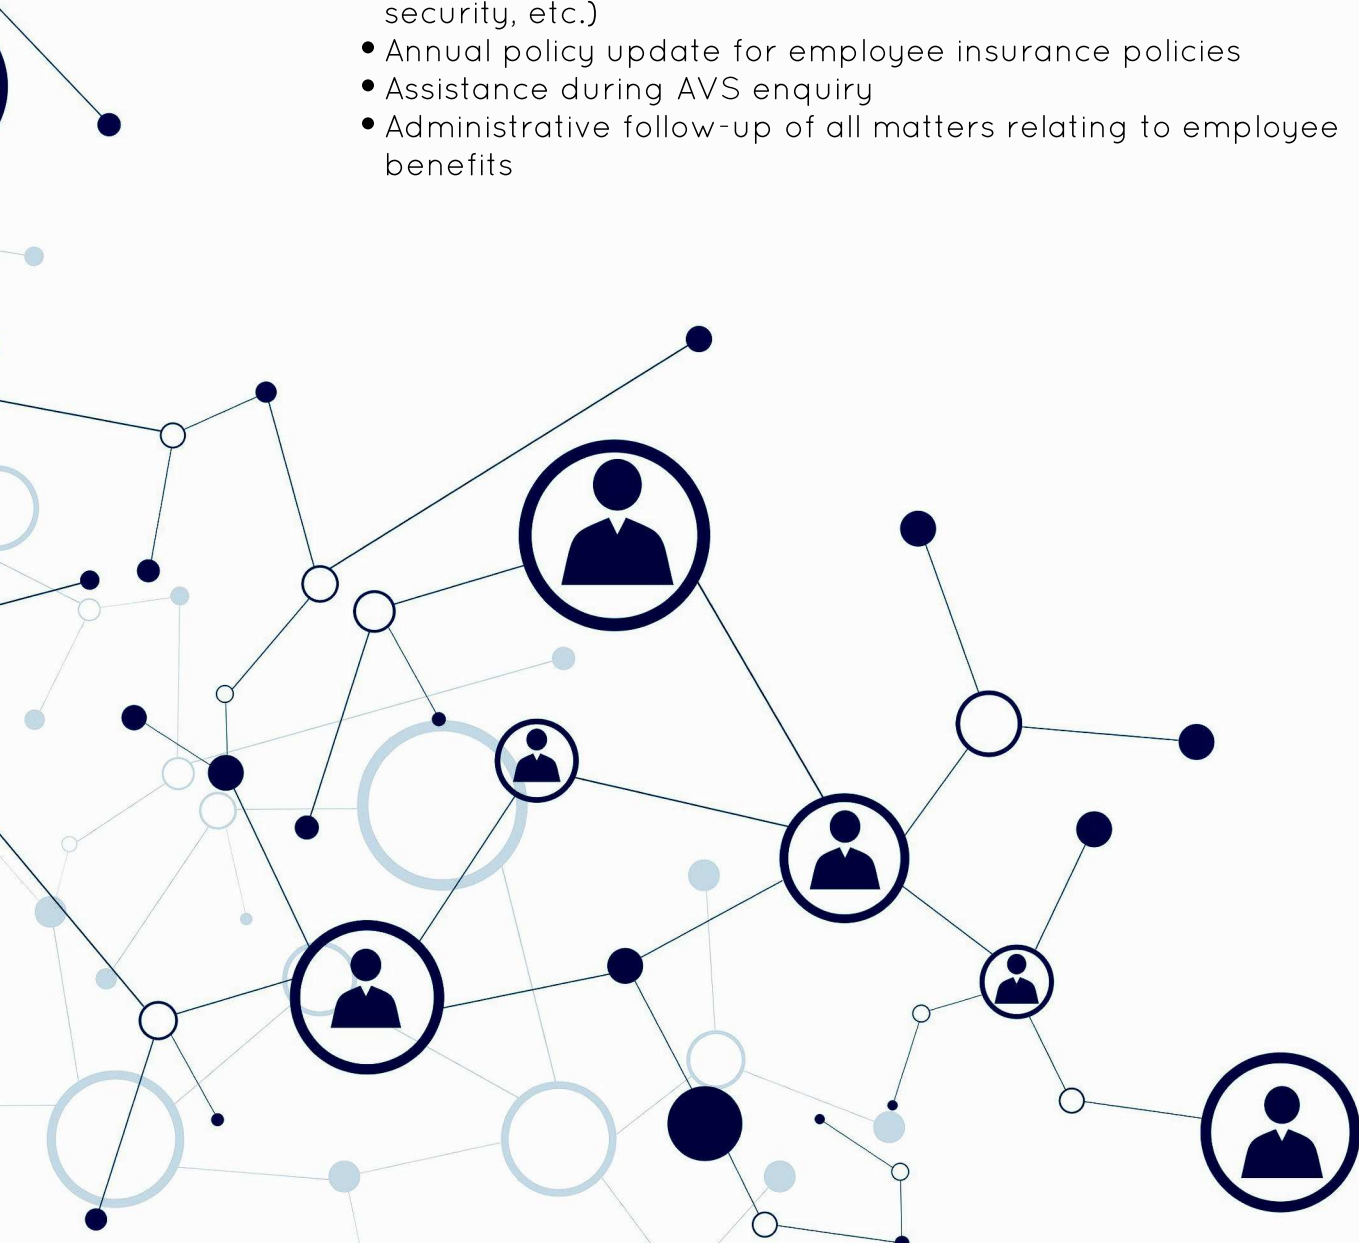 security, etc.)
• Annual policy update for employee insurance policies
• Assistance during AVS enquiry
• Administrative follow-up of all matters relating to employee
benefits